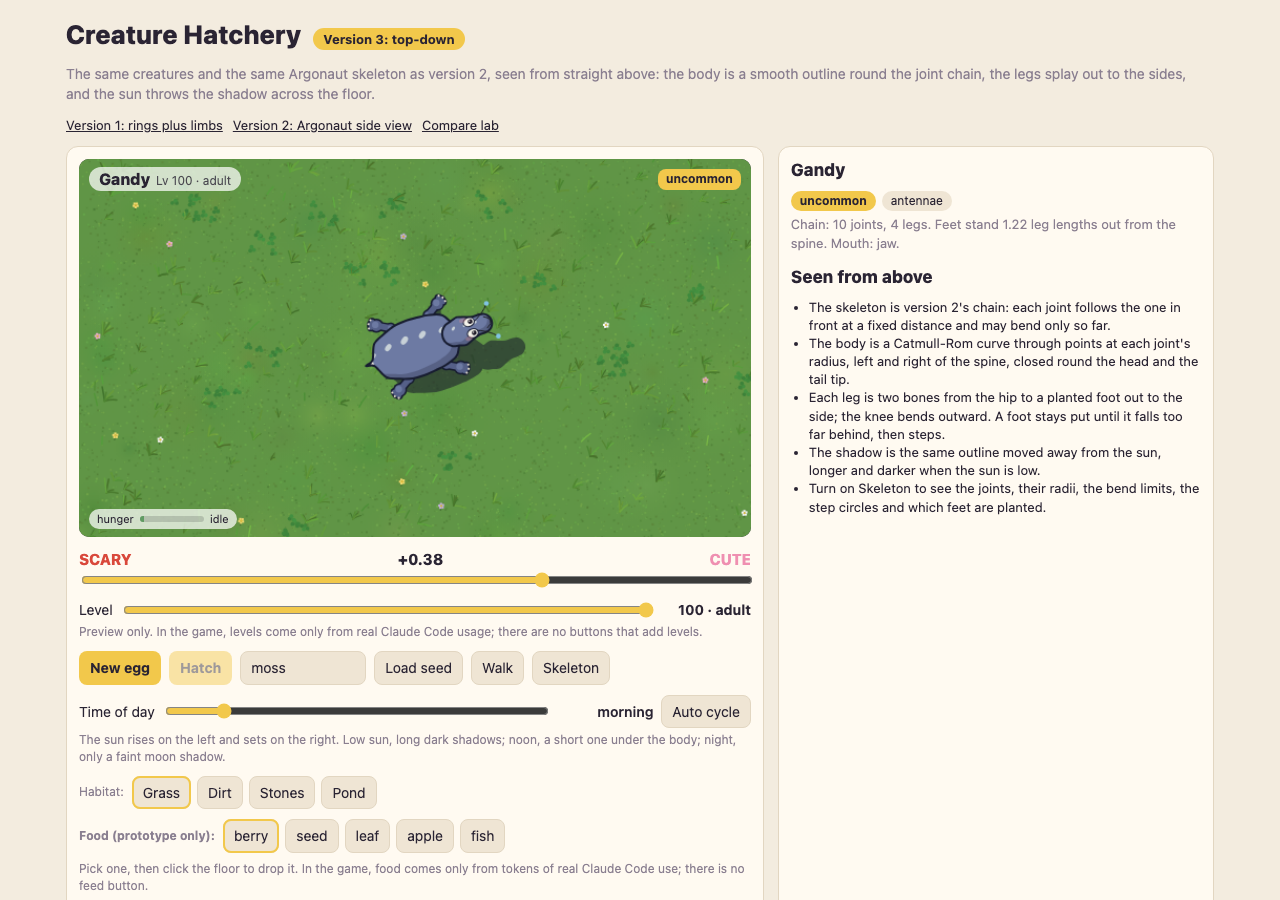 Creature Hatchery Version 3: top-down
The same creatures and the same Argonaut skeleton as version 2, seen from straight above: the body is a smooth outline round the joint chain, the legs splay out to the sides,
and the sun throws the shadow across the floor.
Version 1: rings plus limbs Version 2: Argonaut side view Compare lab
Gandy Lv 100 · adult
uncommon
hunger idle
SCARY +0.38 CUTE
Level 100 · adult
Preview only. In the game, levels come only from real Claude Code usage; there are no buttons that add levels.
New egg Hatch moss Load seed Walk Skeleton
Time of day morning Auto cycle
The sun rises on the left and sets on the right. Low sun, long dark shadows; noon, a short one under the body; night,
only a faint moon shadow.
Habitat: Grass Dirt Stones Pond
Food (prototype only): berry seed leaf apple fish
Pick one, then click the floor to drop it. In the game, food comes only from tokens of real Claude Code use; there is no
feed button.
Gandy
uncommon antennae
Chain: 10 joints, 4 legs. Feet stand 1.22 leg lengths out from the
spine. Mouth: jaw.
Seen from above
• The skeleton is version 2's chain: each joint follows the one in
front at a fixed distance and may bend only so far.
• The body is a Catmull-Rom curve through points at each joint's
radius, left and right of the spine, closed round the head and the
tail tip.
• Each leg is two bones from the hip to a planted foot out to the
side; the knee bends outward. A foot stays put until it falls too
far behind, then steps.
• The shadow is the same outline moved away from the sun,
longer and darker when the sun is low.
• Turn on Skeleton to see the joints, their radii, the bend limits, the
step circles and which feet are planted.